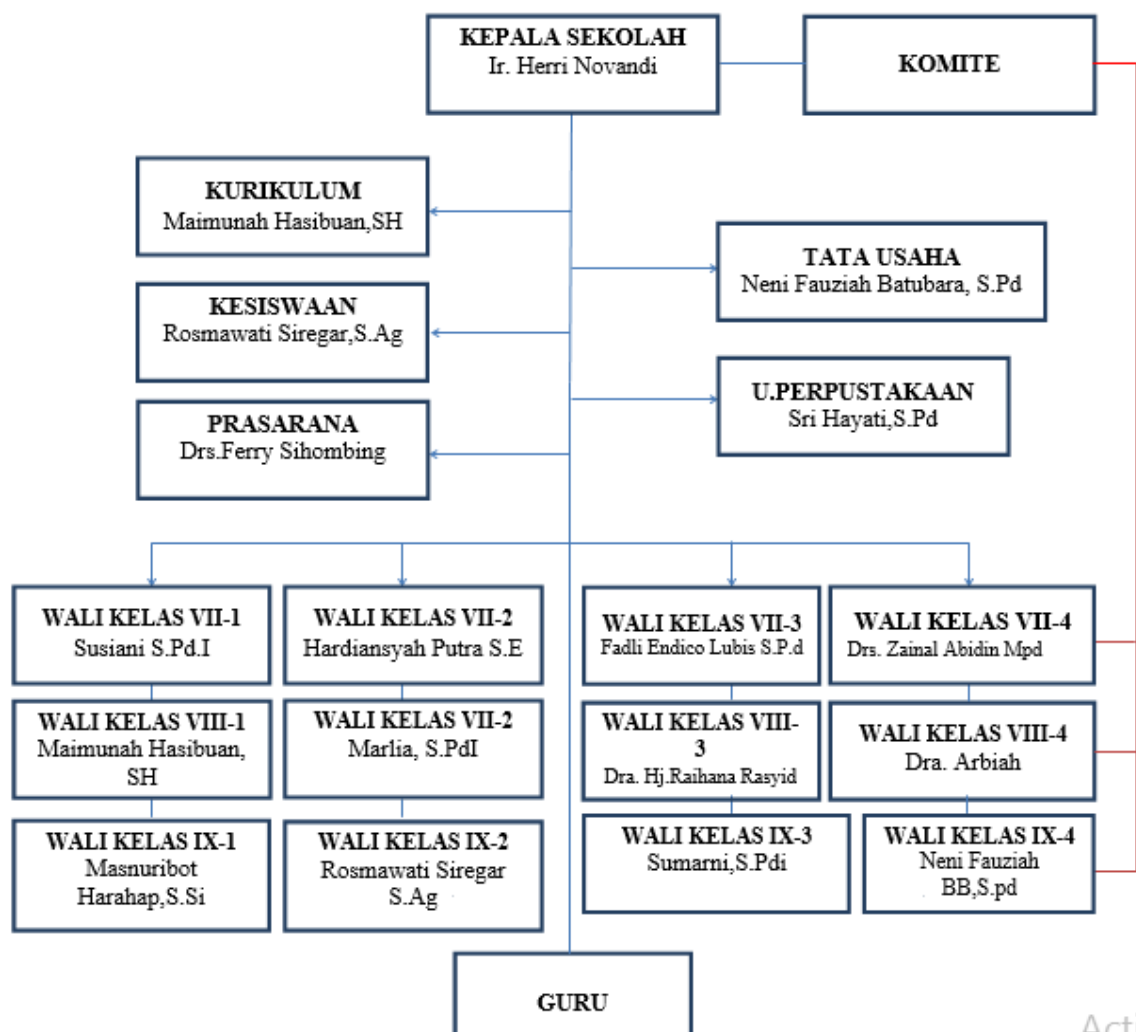 KEPALA SEKOLAH
Ir. Herri Novandi
KOMITE
KURIKULUM
Maimunah Hasibuan,SH
TATA USAHA
Neni Fauziah Batubara, S.Pd
KESISWAAN
Rosmawati Siregar,S.Ag
U.PERPUSTAKAAN
Sri Hayati,S.Pd
PRASARANA
Drs.Ferry Sihombing
WALI KELAS VII-1
Susiani S.Pd.I
WALI KELAS VII-2
Hardiansyah Putra S.E
WALI KELAS VII-3
Fadli Endico Lubis S.P.d
WALI KELAS VII-4
Drs. Zainal Abidin Mpd
WALI KELAS VIII-1
Maimunah Hasibuan,
SH
WALI KELAS VII-2
Marlia, S.PdI
WALI KELAS VIII-
3
Dra. Hj.Raihana Rasyid
WALI KELAS VIII-4
Dra. Arbiah
WALI KELAS IX-1
Masnuribot
Harahap,S.Si
WALI KELAS IX-2
Rosmawati Siregar
S.Ag
WALI KELAS IX-3
Sumarni,S.Pdi
WALI KELAS IX-4
Neni Fauziah
BB,S.pd
GURU